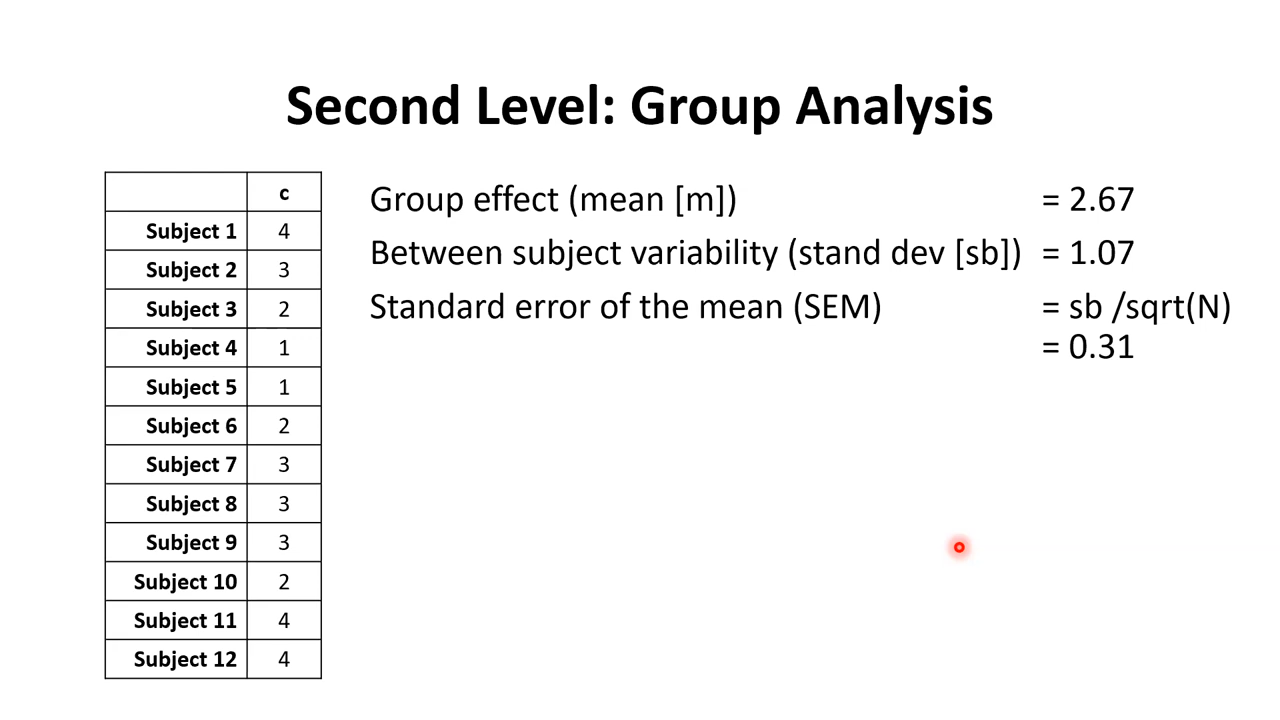 Second Level: Group Analysis
c
Subject 1 4
Subject 2 3
Subject 3 2
Subject 4 1
Subject 5 1
Subject 6 2
Subject 7 3
Subject 8 3
Subject 9 3
Subject 10 2
Subject 11 4
Subject 12 4
Group effect (mean [m]) = 2.67
Between subject variability (stand dev [sb]) = 1.07
Standard error of the mean (SEM) = sb /sqrt(N)
= 0.31